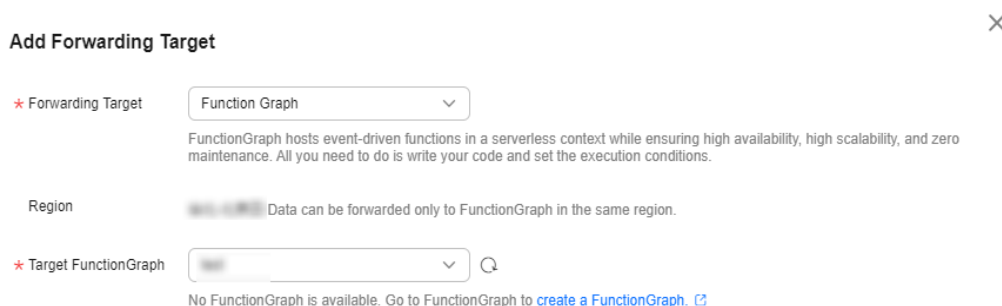 Add Forwarding Target
* Forwarding Target Function Graph
FunctionGraph hosts event-driven functions in a serverless context while ensuring high availability, high scalability, and zero
maintenance. All you need to do is write your code and set the execution conditions.
Region Data can be forwarded only to FunctionGraph in the same region.
* Target FunctionGraph
No FunctionGraph is available. Go to FunctionGraph to create a FunctionGraph.